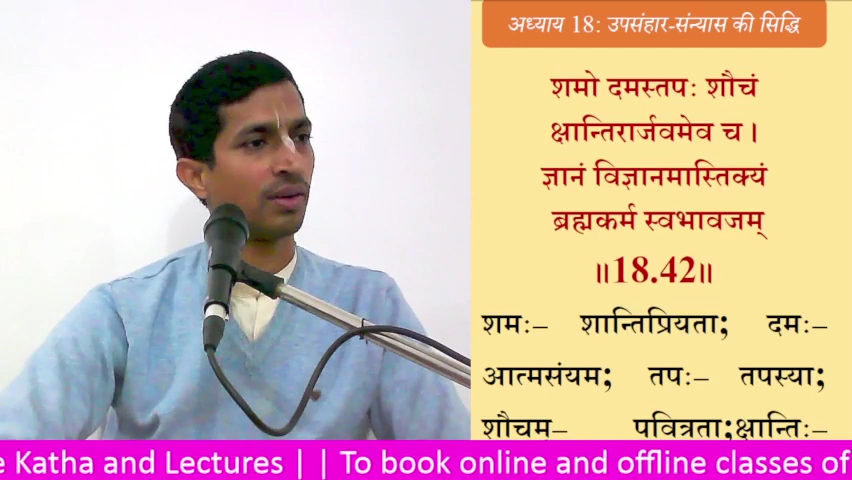 अध्याय 18: उपसंहार-संन्यास की सिद्धि
शमो दमस्तपः शौचं
क्षान्तिरार्जवमेव च।
ज्ञानं विज्ञानमास्तिक्यं
ब्रह्मकर्म स्वभावजम्
॥18.42॥
शमः– शान्तिप्रियता; दमः–
आत्मसंयम; तपः– तपस्या;
शौचम– पवित्रता;क्षान्तिः–
e Katha and Lectures | | To book online and offline classes of